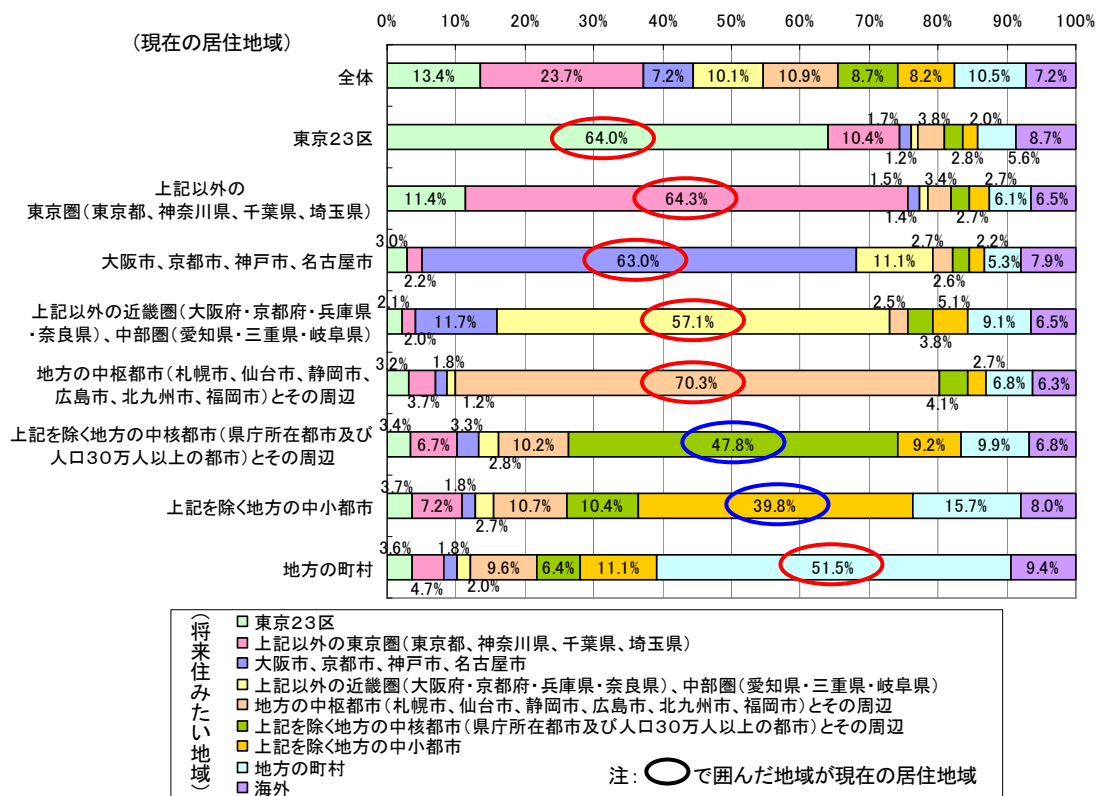 0% 10% 20% 30% 40% 50% 60% 70% 80% 90% 100%
(現在の居住地域)
全体
13.4% 23.7% 7.2% 10.1% 10.9% 8.7% 8.2% 10.5% 7.2%
1.7% 3.8% 2.0%
東京23区
64.0% 10.4% 8.7%
1.2% 2.8% 5.6%
上記以外の
東京圏(東京都、神奈川県、千葉県、埼玉県)
1.5% 3.4% 2.7%
11.4% 64.3% 6.1% 6.5%
1.4% 2.7%
3.0% 2.7% 2.2%
大阪市、京都市、神戸市、名古屋市
63.0% 11.1% 5.3% 7.9%
2.2% 2.6%
2.1% 2.5% 5.1%
上記以外の近畿圏(大阪府・京都府・兵庫県
・奈良県)、中部圏(愛知県・三重県・岐阜県)
11.7% 57.1% 9.1% 6.5%
2.0% 3.8%
3.2% 1.8% 2.7%
地方の中枢都市(札幌市、仙台市、静岡市、
広島市、北九州市、福岡市)とその周辺
70.3% 6.8% 6.3%
3.7% 1.2% 4.1%
3.4% 3.3%
上記を除く地方の中核都市(県庁所在都市及び
人口30万人以上の都市)とその周辺
6.7% 10.2% 47.8% 9.2% 9.9% 6.8%
2.8%
3.7% 1.8%
上記を除く地方の中小都市
7.2% 10.7% 10.4% 39.8% 15.7% 8.0%
2.7%
3.6% 1.8%
地方の町村
9.6% 6.4% 11.1% 51.5% 9.4%
4.7% 2.0%
(将来住みたい地域)
東京23区
上記以外の東京圏(東京都、神奈川県、千葉県、埼玉県)
大阪市、京都市、神戸市、名古屋市
上記以外の近畿圏(大阪府・京都府・兵庫県・奈良県)、中部圏(愛知県・三重県・岐阜県)
地方の中枢都市(札幌市、仙台市、静岡市、広島市、北九州市、福岡市)とその周辺
上記を除く地方の中核都市(県庁所在都市及び人口30万人以上の都市)とその周辺
上記を除く地方の中小都市
地方の町村
海外
注: で囲んだ地域が現在の居住地域